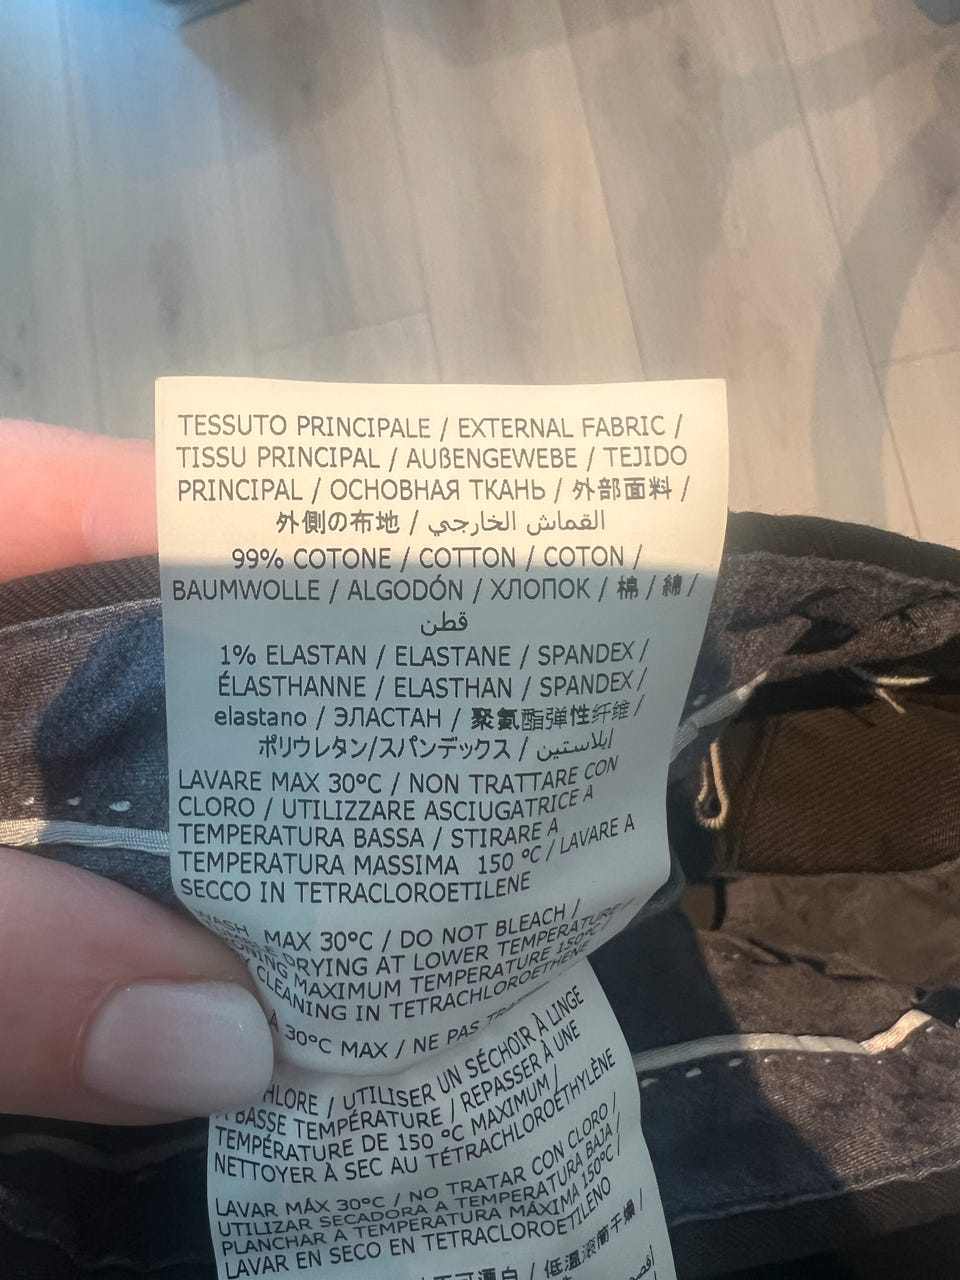 TESSUTO PRINCIPALE / EXTERNAL FABRIC /
TISSU PRINCIPAL / AUßENGEWEBE / TEJIDO
PRINCIPAL / ОСНОВНАЯ ТКАНЬ / 外部面料 /
外側の布地 / القماش الخارجي
99% COTONE / COTTON / COTON /
BAUMWOLLE / ALGODÓN / ХЛОПОК / 棉 / 綿 /
قطن
1% ELASTAN / ELASTANE / SPANDEX /
ÉLASTHANNE / ELASTHAN / SPANDEX /
elastano / ЭЛАСТАН / 聚氨酯弹性纤维 /
ポリウレタン/スパンデックス / إيلاستين
LAVARE MAX 30°C / NON TRATTARE CON
CLORO / UTILIZZARE ASCIUGATRICE A
TEMPERATURA BASSA / STIRARE A
TEMPERATURA MASSIMA 150 °C / LAVARE A
SECCO IN TETRACLOROETILENE
WASH MAX 30°C / DO NOT BLEACH /
DRYING AT LOWER TEMPERATURE /
MAXIMUM TEMPERATURE 150°C /
CLEANING IN TETRACHLOROETHENE
30°C MAX / NE PAS
/ UTILISER UN SÉCHOIR À LINGE
BASSE TEMPÉRATURE / REPASSER À UNE
TEMPÉRATURE DE 150 °C MAXIMUM /
NETTOYER À SEC AU TÉTRACHLOROÉTHYLÈNE
LAVAR MÁX 30°C / NO TRATAR CON CLORO /
UTILIZAR SECADORA A TEMPERATURA BAJA /
PLANCHAR A TEMPERATURA MÁXIMA 150°C /
LAVAR EN SECO EN TETRACLOROETILENO
不可漂白 / 低温滚筒干燥 /